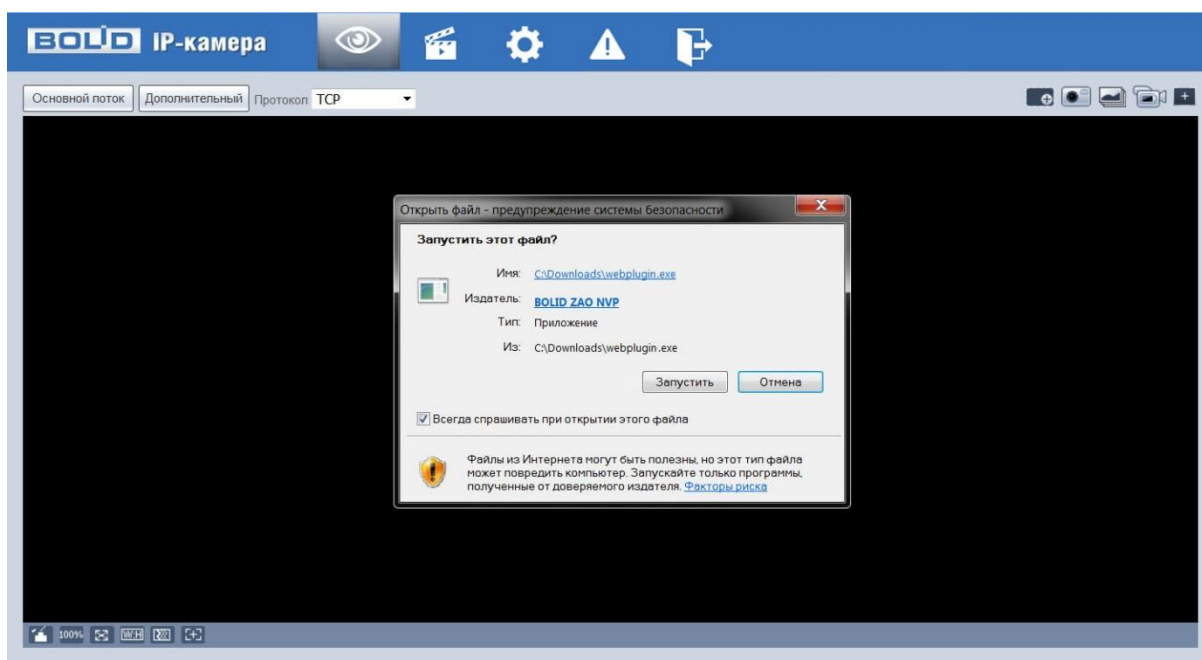 BOLID IP-камера
Основной поток Дополнительный Протокол TCP
Открыть файл - предупреждение системы безопасности
Запустить этот файл?
Имя: C:\Downloads\webplugin.exe
Издатель: BOLID ZAO NVP
Тип: Приложение
Из: C:\Downloads\webplugin.exe
Запустить Отмена
Всегда спрашивать при открытии этого файла
Файлы из Интернета могут быть полезны, но этот тип файла
может повредить компьютер. Запускайте только программы,
полученные от доверяемого издателя. Факторы риска
100% W:H